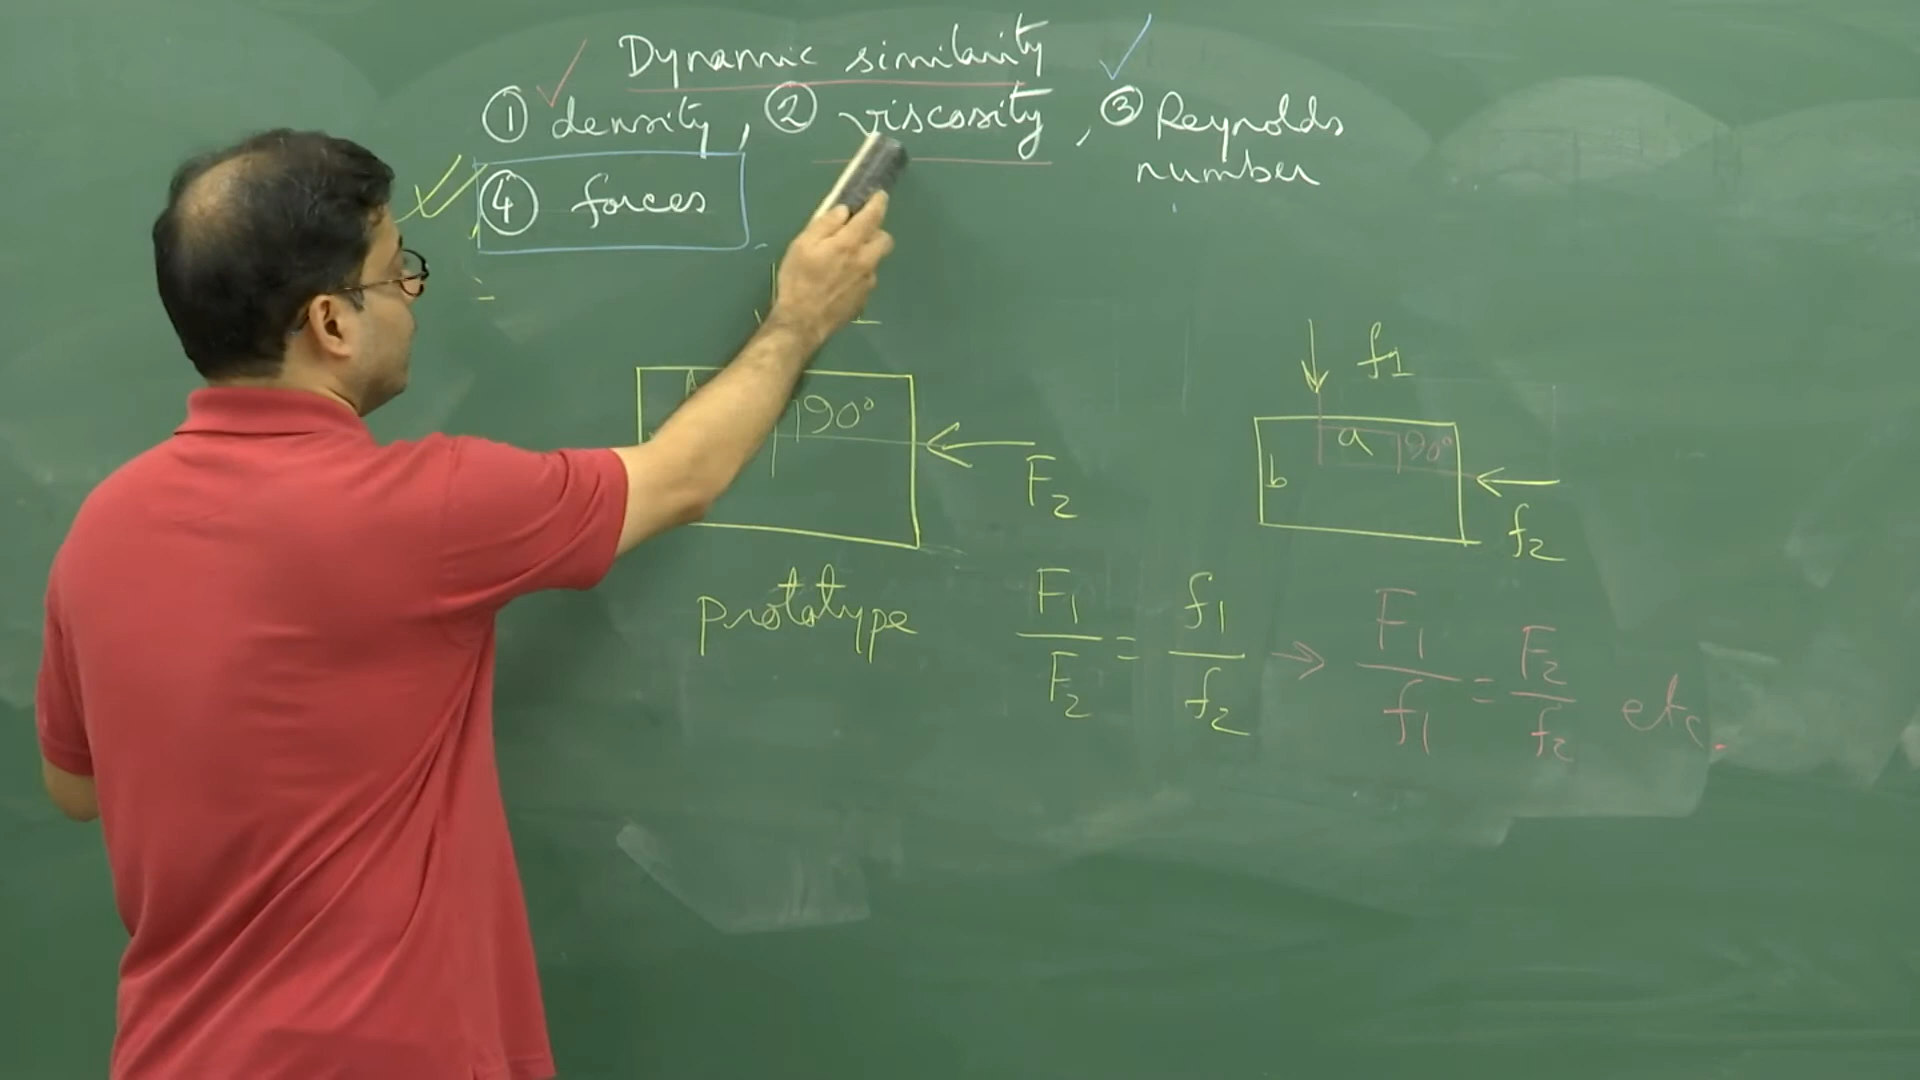 Dynamic similarity
① density, ② viscosity, ③ Reynolds
number
④ forces
f1
A
90°
a
90°
b
F2
f2
prototype
F1/F2 = f1/f2 → F1/f1 = F2/f2 etc.